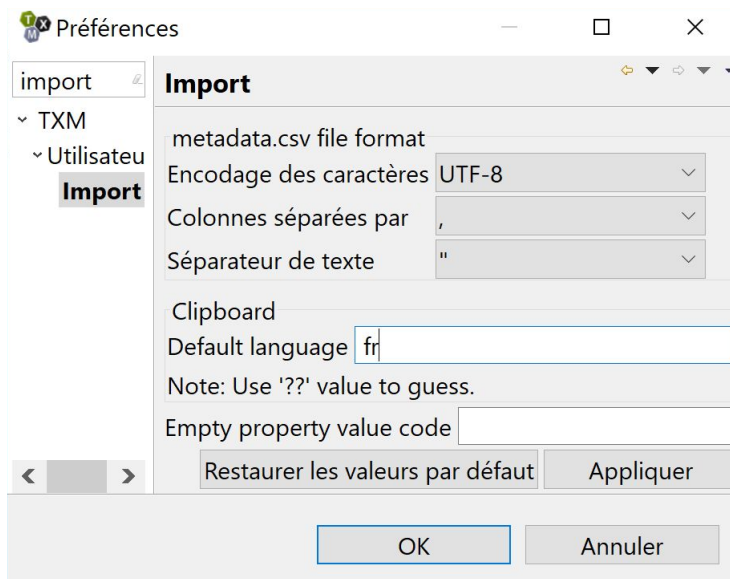 Préférences
import
TXM
Utilisateu
Import
Import
metadata.csv file format
Encodage des caractères UTF-8
Colonnes séparées par ,
Séparateur de texte "
Clipboard
Default language fr
Note: Use '??' value to guess.
Empty property value code
Restaurer les valeurs par défaut Appliquer
OK Annuler